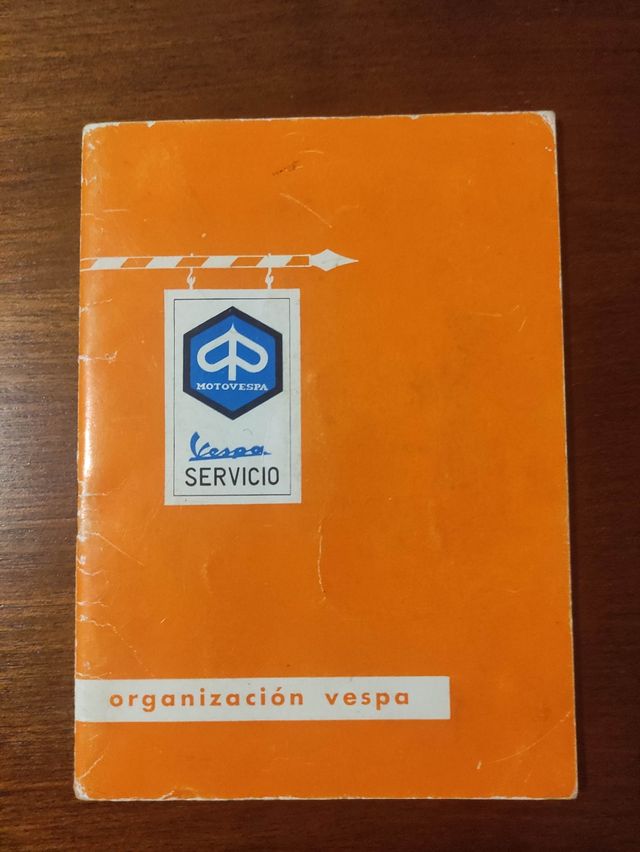 MOTOVESPA
Vespa
SERVICIO
organización vespa